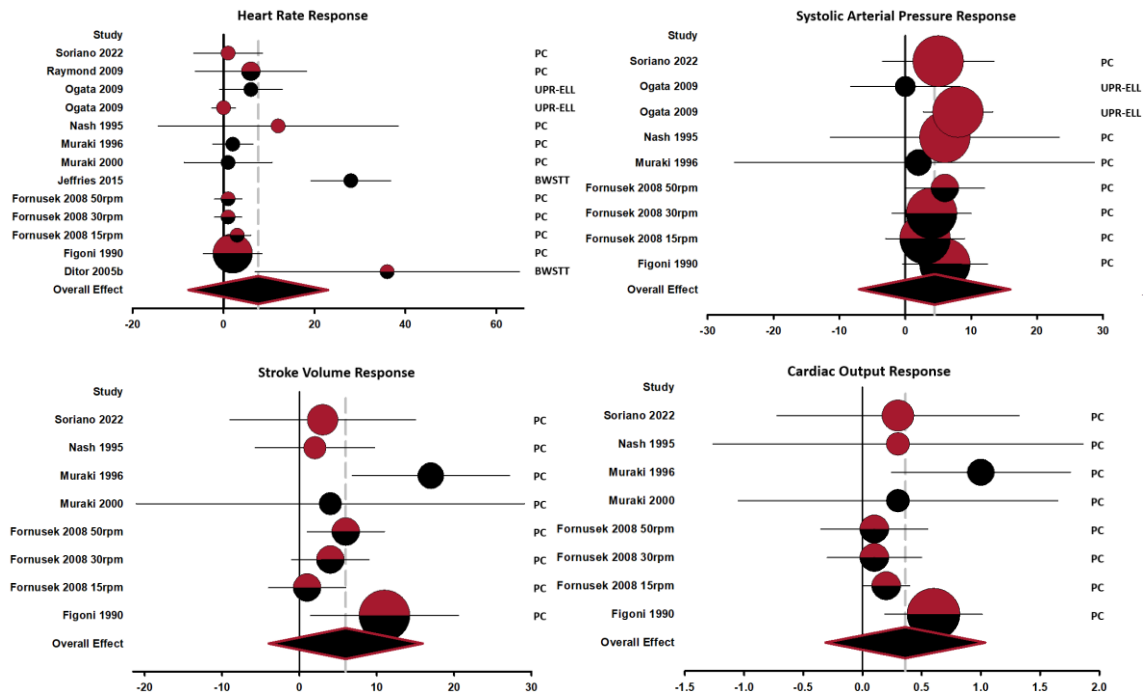 Heart Rate Response
Study
Soriano 2022 PC
Raymond 2009 PC
Ogata 2009 UPR-ELL
Ogata 2009 UPR-ELL
Nash 1995 PC
Muraki 1996 PC
Muraki 2000 PC
Jeffries 2015 BWSTT
Fornusek 2008 50rpm PC
Fornusek 2008 30rpm PC
Fornusek 2008 15rpm PC
Figoni 1990 PC
Ditor 2005b BWSTT
Overall Effect
-20 0 20 40 60
Systolic Arterial Pressure Response
Study
Soriano 2022 PC
Ogata 2009 UPR-ELL
Ogata 2009 UPR-ELL
Nash 1995 PC
Muraki 1996 PC
Fornusek 2008 50rpm PC
Fornusek 2008 30rpm PC
Fornusek 2008 15rpm PC
Figoni 1990 PC
Overall Effect
-30 -20 -10 0 10 20 30
Stroke Volume Response
Study
Soriano 2022 PC
Nash 1995 PC
Muraki 1996 PC
Muraki 2000 PC
Fornusek 2008 50rpm PC
Fornusek 2008 30rpm PC
Fornusek 2008 15rpm PC
Figoni 1990 PC
Overall Effect
-20 -10 0 10 20 30
Cardiac Output Response
Study
Soriano 2022 PC
Nash 1995 PC
Muraki 1996 PC
Muraki 2000 PC
Fornusek 2008 50rpm PC
Fornusek 2008 30rpm PC
Fornusek 2008 15rpm PC
Figoni 1990 PC
Overall Effect
-1.5 -1.0 -0.5 0.0 0.5 1.0 1.5 2.0